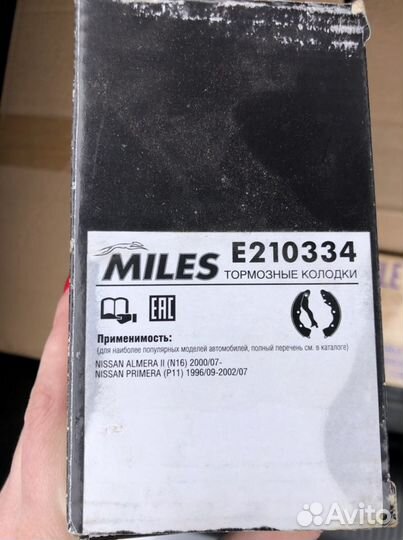 MILES
E210334
ТОРМОЗНЫЕ КОЛОДКИ
EAC
Применимость:
(для наиболее популярных моделей автомобилей, полный перечень см. в каталоге)
NISSAN ALMERA II (N16) 2000/07-
NISSAN PRIMERA (P11) 1996/09-2002/07
Avito